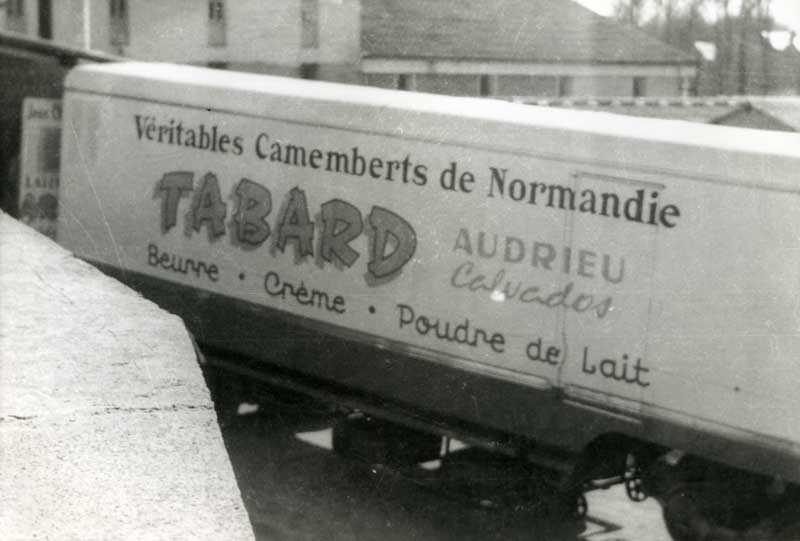 Véritables Camemberts de Normandie
TABARD
AUDRIEU
Calvados
Beurre • Crème • Poudre de Lait